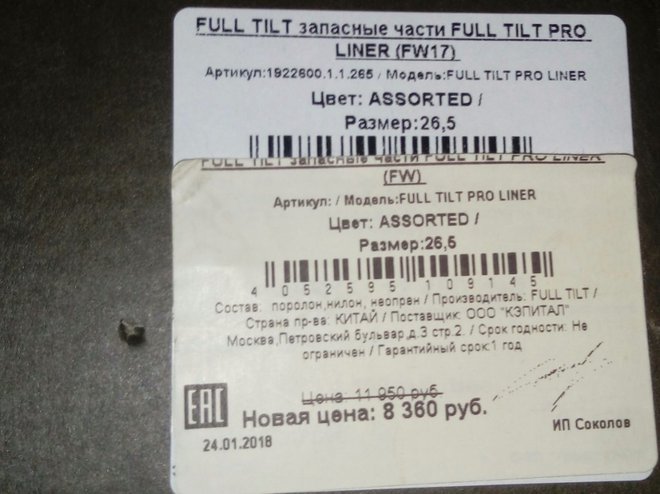 FULL TILT запасные части FULL TILT PRO
LINER (FW17)
Артикул:1922600.1.1.265 / Модель:FULL TILT PRO LINER
Цвет: ASSORTED /
Размер:26,5
FULL TILT запасные части FULL TILT PRO LINER
(FW)
Артикул: / Модель:FULL TILT PRO LINER
Цвет: ASSORTED /
Размер:26,5
4 052595 109145
Состав: поролон,нилон, неопрен / Производитель: FULL TILT /
Страна пр-ва: КИТАЙ / Поставщик: ООО "КЭПИТАЛ"
Москва,Петровский бульвар,д.3 стр.2. / Срок годности: Не
ограничен / Гарантийный срок:1 год
Цена: 11 950 руб
EAC Новая цена: 8 360 руб.
24.01.2018
ИП Соколов